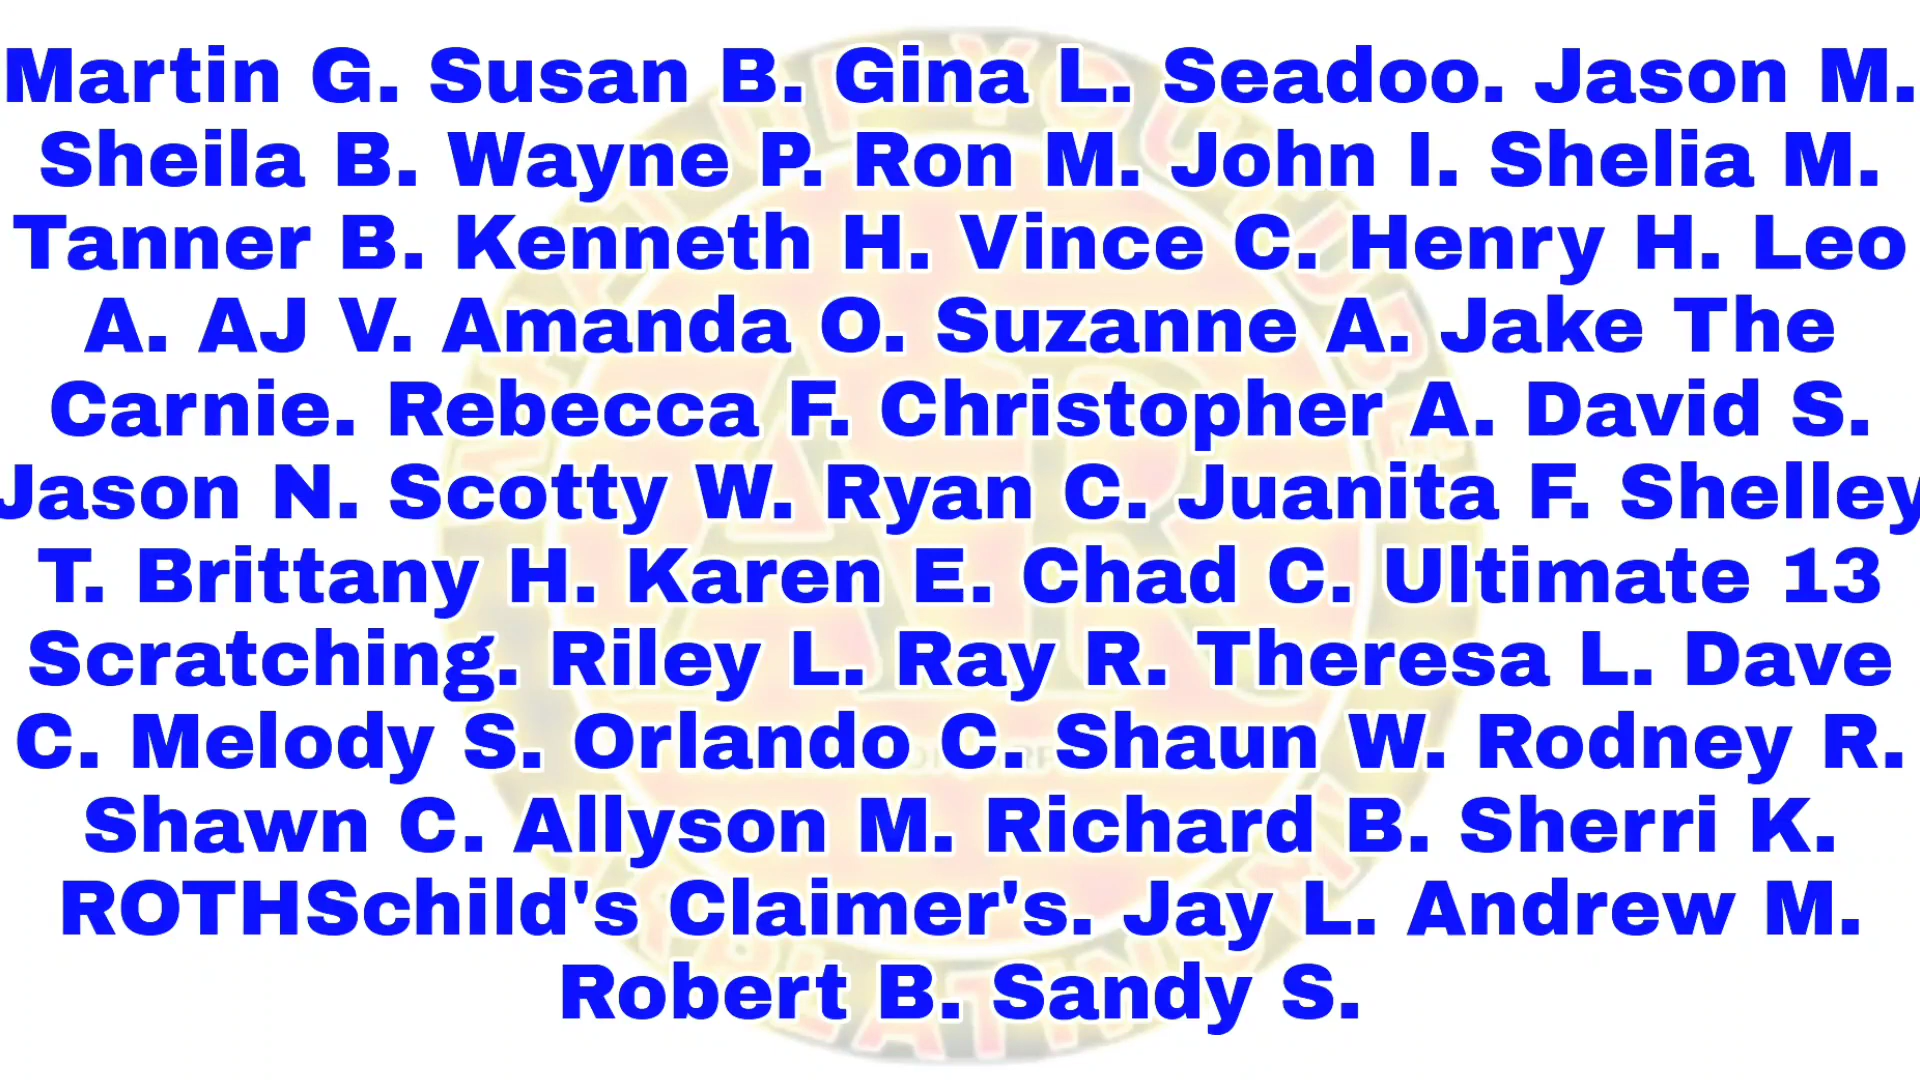 Martin G. Susan B. Gina L. Seadoo. Jason M.
Sheila B. Wayne P. Ron M. John I. Shelia M.
Tanner B. Kenneth H. Vince C. Henry H. Leo
A. AJ V. Amanda O. Suzanne A. Jake The
Carnie. Rebecca F. Christopher A. David S.
Jason N. Scotty W. Ryan C. Juanita F. Shelley
T. Brittany H. Karen E. Chad C. Ultimate 13
Scratching. Riley L. Ray R. Theresa L. Dave
C. Melody S. Orlando C. Shaun W. Rodney R.
Shawn C. Allyson M. Richard B. Sherri K.
ROTHSchild's Claimer's. Jay L. Andrew M.
Robert B. Sandy S.